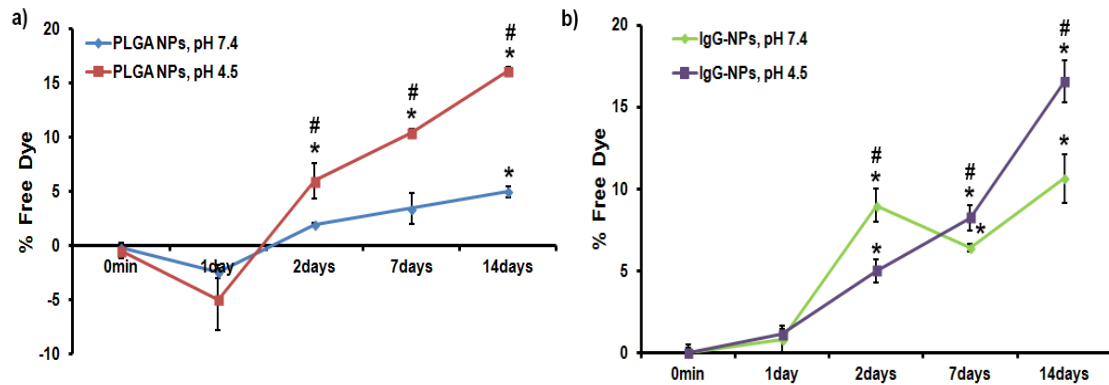 a)
PLGA NPs, pH 7.4
PLGA NPs, pH 4.5
% Free Dye
20
15
10
5
0
-5
-10
0min 1day 2days 7days 14days
# * # * # * *
b)
IgG-NPs, pH 7.4
IgG-NPs, pH 4.5
% Free Dye
20
15
10
5
0
0min 1day 2days 7days 14days
# * * # * * # * *